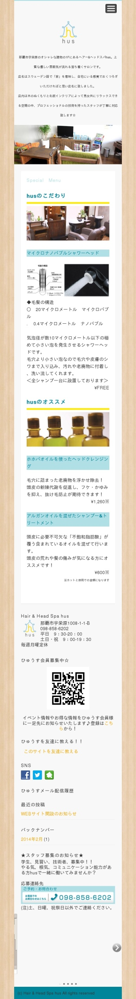 hus
那覇市宇栄原のオシャレな建物の1Fにあるヘアー&ヘッドスパhus。上
質な優しい雰囲気が流れる落ち着くサロンです。
店名はスウェーデン語で「家」を意味し、自宅にいる感覚でおくつろぎ
いただければと思い店名に致しました。
店内は木のぬくもりと北欧インテリアによって男女共にリラックスでき
る空間の中、プロフェッショナルの技術を持ったスタッフが丁寧に対応
致します☆
hus
Special Menu
husのこだわり
マイクロナノバブルシャワーヘッド
毛髪の構造
◆毛髪の構造
〇 20マイクロメートル マイクロバブ
ル
. 0.4マイクロメートル ナノバブル
気泡径が数10マイクロメートル以下の極
めて小さい泡を発生させるシャワーヘッ
ドです。
毛穴より小さい泡なので毛穴や皮膚のシ
ワまで入り込み、汚れや老廃物に付着し
、洗い流してくれます。
＜全シャンプー台に設置しております＞
¥FREE
husのオススメ
ホホバオイルを使ったヘッドクレンジン
グ
毛穴に詰まった老廃物を浮かせ除去！
頭皮の新陳代謝を促進し、フケ・かゆみ
を抑え、抜け毛防止が期待できます！
¥1,260※
アルガンオイルを混ぜたシャンプー&ト
リートメント
頭皮に必要不可欠な「不飽和脂肪酸」が
覆う含まれているオイルを混ぜて行いま
す。
頭皮の荒れや髪の傷みが気になる方にオ
ススメです！
¥600※
※カットと併用での金額になります
Hair & Head Spa hus
hus
那覇市宇栄原1008-1-1-B
098-858-6202
平日 9：30-20：00
土日・祝 9：00-19：30
毎週月曜定休
ひゅうす会員募集中☆
イベント情報やお得な情報をひゅうす会員様
に一足先にお知らせいたします♪登録はこち
らから！
ひゅうすを友達に教える！！
このサイトを友達に教える
SNS
ひゅうすメール配信履歴
最近の投稿
WEBサイト開設のお知らせ
バックナンバー
2014年2月 (1)
★スタッフ募集のお知らせ★
学生、見習い、技術者、募集中！！
やる気、根気、コミュニケーション能力があ
る方husで一緒に働いてみませんか？
応募連絡先
ご予約・お問合わせ
お電話での
お問合わせはこちら
098-858-6202
(注)土、日曜、祝祭日以外でご連絡ください。
(c) Hair & Head Spa hus All rights reserved